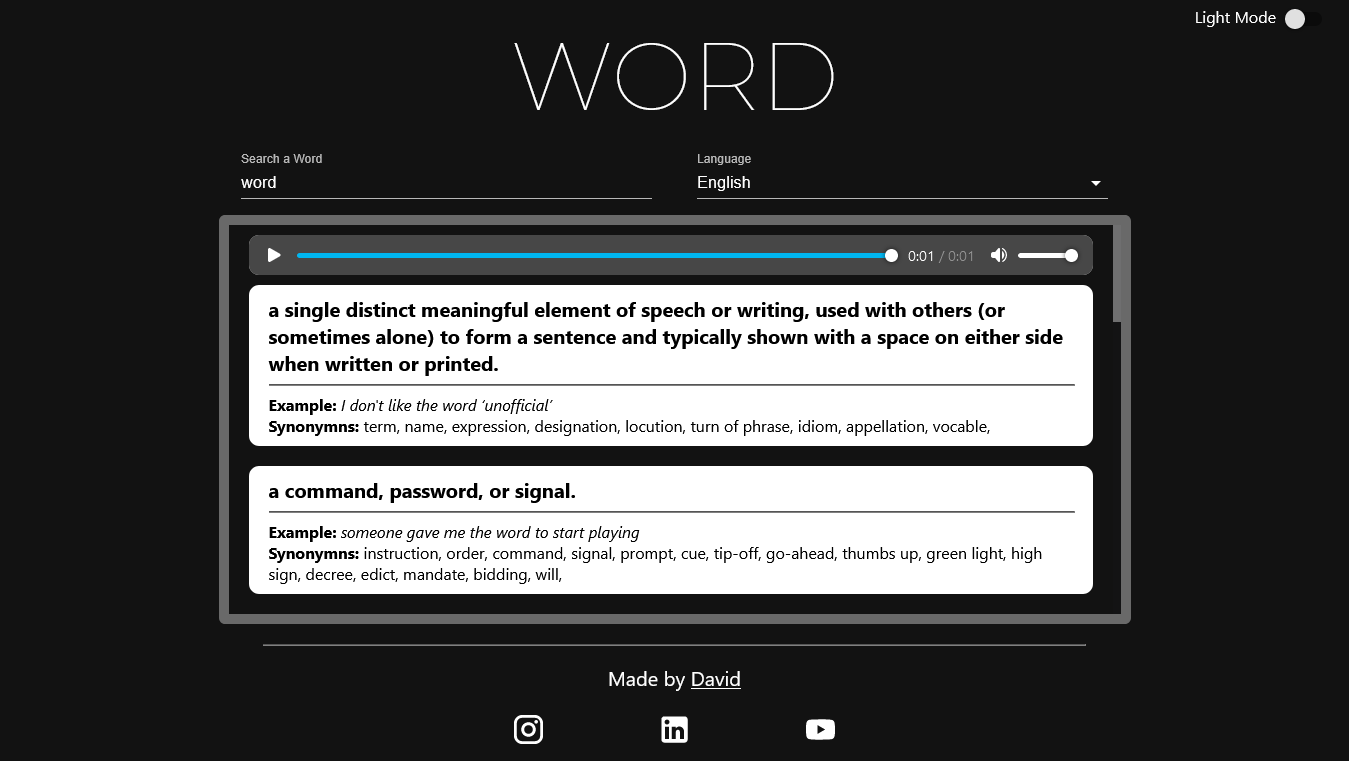 Light Mode
WORD
Search a Word
Language
word
English
0:01 / 0:01
a single distinct meaningful element of speech or writing, used with others (or
sometimes alone) to form a sentence and typically shown with a space on either side
when written or printed.
Example: I don't like the word ‘unofficial’
Synonymns: term, name, expression, designation, locution, turn of phrase, idiom, appellation, vocable,
a command, password, or signal.
Example: someone gave me the word to start playing
Synonymns: instruction, order, command, signal, prompt, cue, tip-off, go-ahead, thumbs up, green light, high
sign, decree, edict, mandate, bidding, will,
Made by David
in